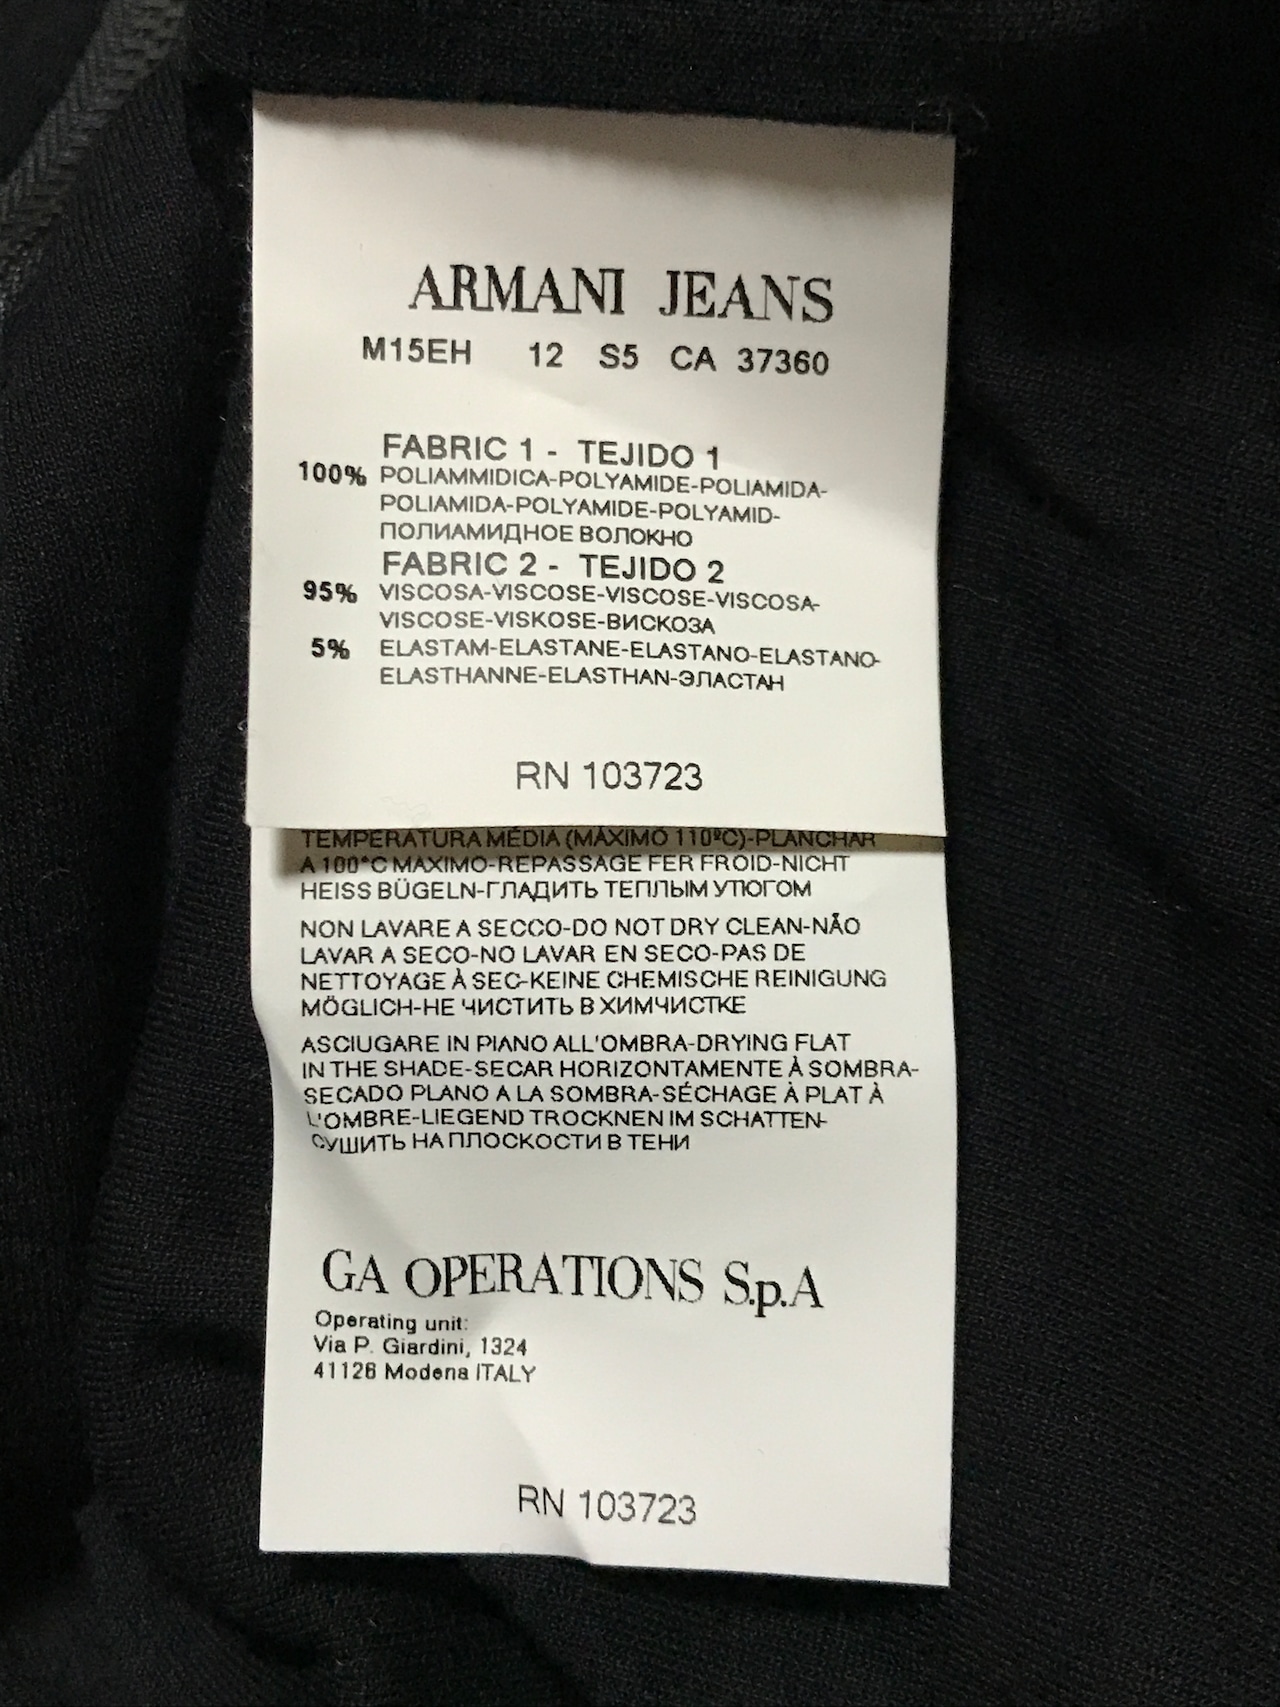 ARMANI JEANS
M15EH 12 S5 CA 37360
FABRIC 1 - TEJIDO 1
100% POLIAMMIDICA-POLYAMIDE-POLIAMIDA-
POLIAMIDA-POLYAMIDE-POLYAMID-
ПОЛИАМИДНОЕ ВОЛОКНО
FABRIC 2 - TEJIDO 2
95% VISCOSA-VISCOSE-VISCOSE-VISCOSA-
VISCOSE-VISKOSE-ВИСКОЗА
5% ELASTAM-ELASTANE-ELASTANO-ELASTANO-
ELASTHANNE-ELASTHAN-ЭЛАСТАН
RN 103723
TEMPERATURA MÉDIA (MÁXIMO 110ºC)-PLANCHAR
A 100°C MAXIMO-REPASSAGE FER FROID-NICHT
HEISS BÜGELN-ГЛАДИТЬ ТЕПЛЫМ УТЮГОМ
NON LAVARE A SECCO-DO NOT DRY CLEAN-NÃO
LAVAR A SECO-NO LAVAR EN SECO-PAS DE
NETTOYAGE À SEC-KEINE CHEMISCHE REINIGUNG
MÖGLICH-НЕ ЧИСТИТЬ В ХИМЧИСТКЕ
ASCIUGARE IN PIANO ALL'OMBRA-DRYING FLAT
IN THE SHADE-SECAR HORIZONTAMENTE À SOMBRA-
SECADO PLANO A LA SOMBRA-SÉCHAGE À PLAT À
L'OMBRE-LIEGEND TROCKNEN IM SCHATTEN-
СУШИТЬ НА ПЛОСКОСТИ В ТЕНИ
GA OPERATIONS S.p.A
Operating unit:
Via P. Giardini, 1324
41126 Modena ITALY
RN 103723